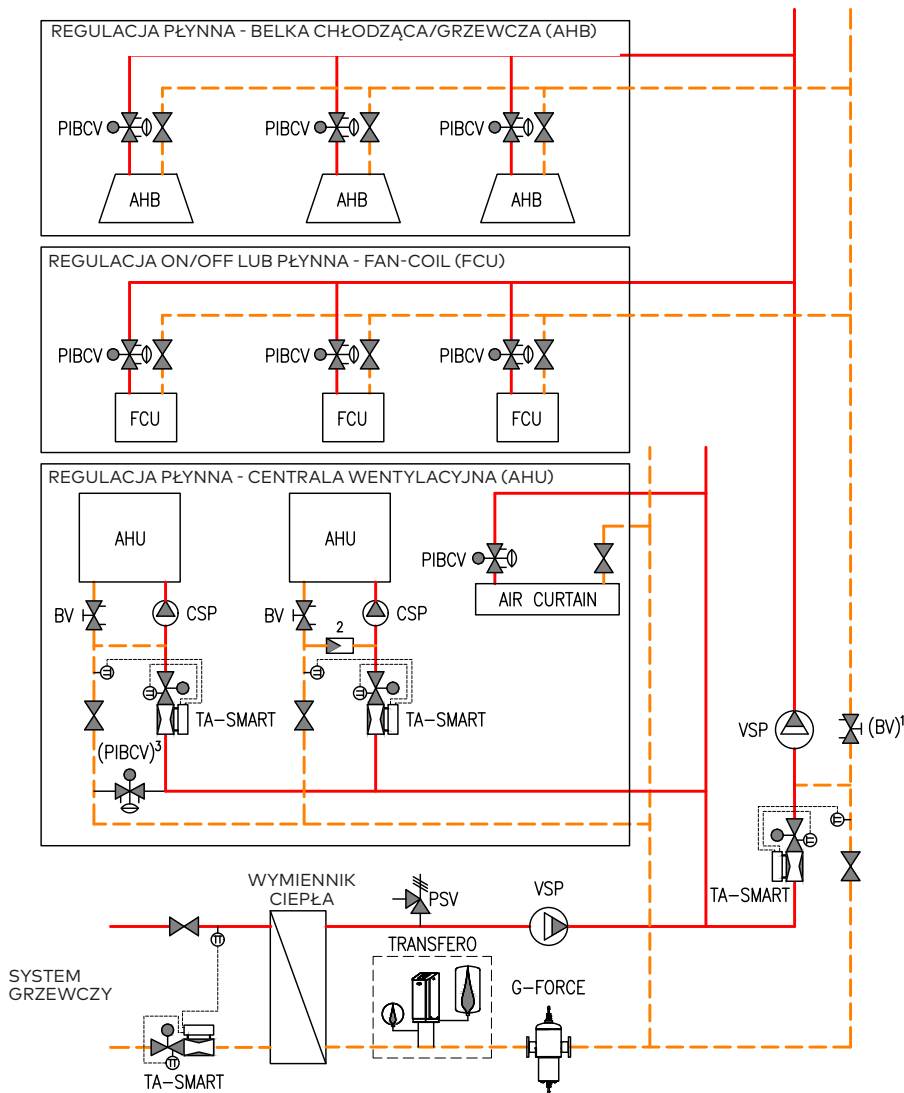 REGULACJA PŁYNNA - BELKA CHŁODZĄCA/GRZEWCZA (AHB)
PIBCV
PIBCV
PIBCV
AHB
AHB
AHB
REGULACJA ON/OFF LUB PŁYNNA - FAN-COIL (FCU)
PIBCV
PIBCV
PIBCV
FCU
FCU
FCU
REGULACJA PŁYNNA - CENTRALA WENTYLACYJNA (AHU)
AHU
AHU
PIBCV
AIR CURTAIN
BV
CSP
BV
2
CSP
TA-SMART
TA-SMART
(PIBCV)³
VSP
(BV)¹
TA-SMART
WYMIENNIK
CIEPŁA
PSV
VSP
TRANSFERO
G-FORCE
SYSTEM
GRZEWCZY
TA-SMART